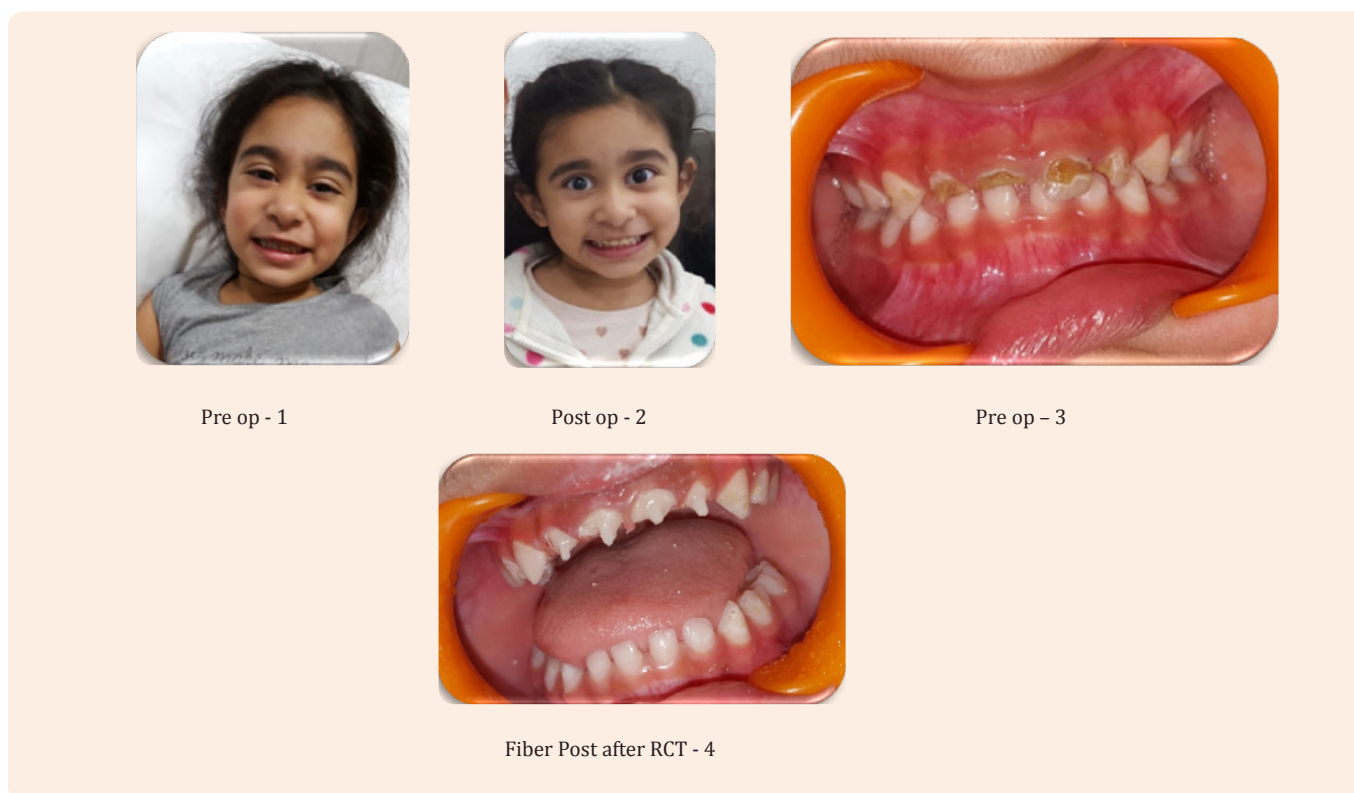 Pre op - 1
Post op - 2
Pre op – 3
Fiber Post after RCT - 4